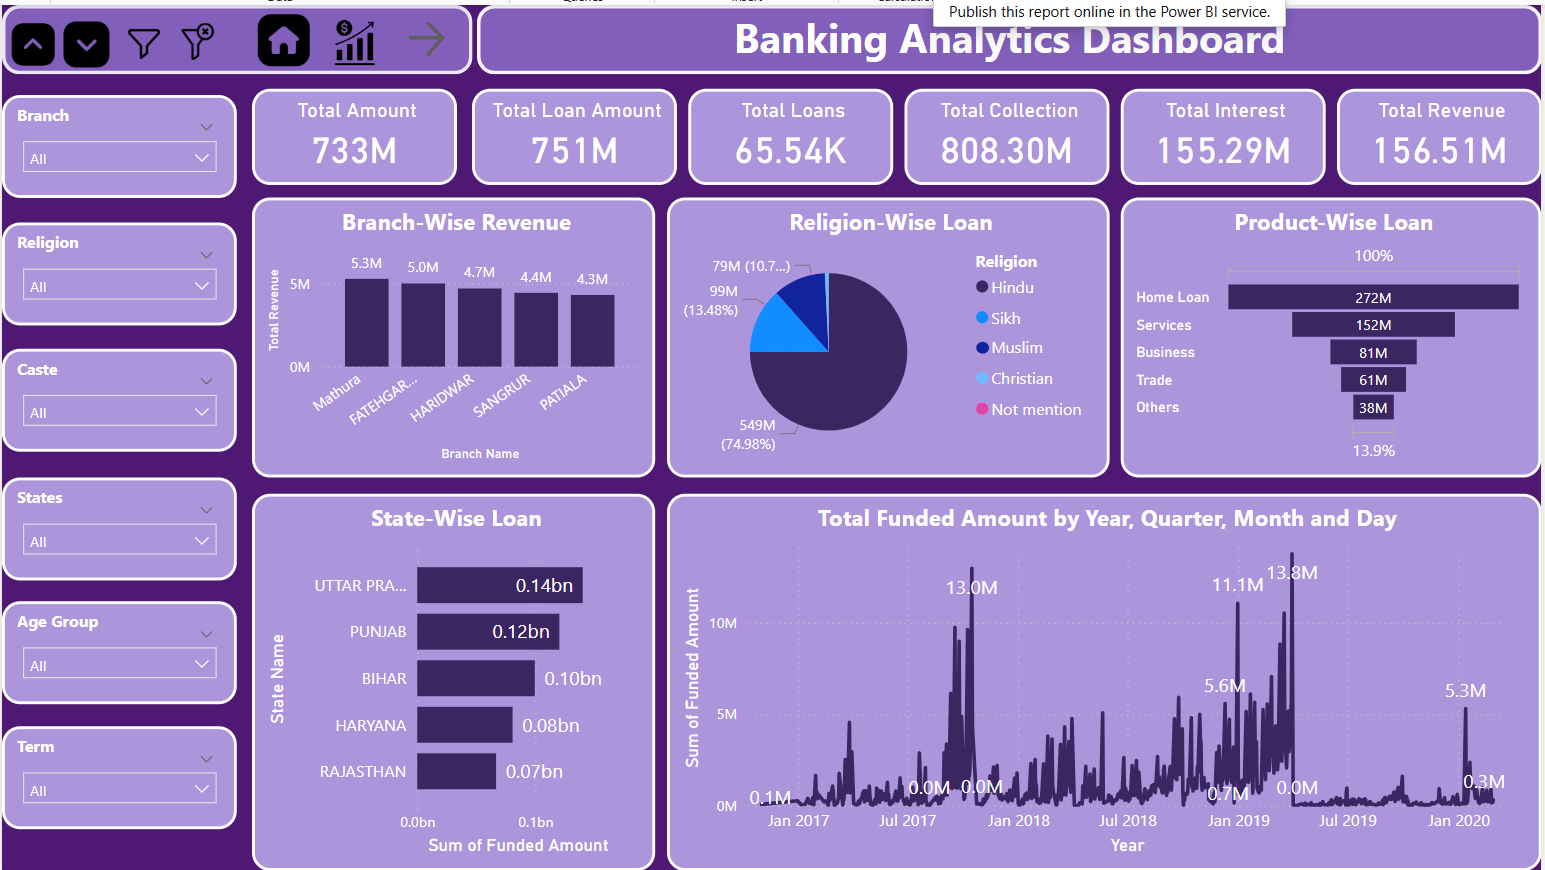 Publish this report online in the Power BI service.
Banking Analytics Dashboard
Branch
All
Religion
All
Caste
All
States
All
Age Group
All
Term
All
Total Amount
733M
Total Loan Amount
751M
Total Loans
65.54K
Total Collection
808.30M
Total Interest
155.29M
Total Revenue
156.51M
Branch-Wise Revenue
Total Revenue
5M
0M
5.3M
5.0M
4.7M
4.4M
4.3M
Mathura
FATEHGAR...
HARIDWAR
SANGRUR
PATIALA
Branch Name
Religion-Wise Loan
79M (10.7...)
99M
(13.48%)
549M
(74.98%)
Religion
Hindu
Sikh
Muslim
Christian
Not mention
Product-Wise Loan
100%
Home Loan 272M
Services 152M
Business 81M
Trade 61M
Others 38M
13.9%
State-Wise Loan
State Name
UTTAR PRA... 0.14bn
PUNJAB 0.12bn
BIHAR 0.10bn
HARYANA 0.08bn
RAJASTHAN 0.07bn
0.0bn 0.1bn
Sum of Funded Amount
Total Funded Amount by Year, Quarter, Month and Day
Sum of Funded Amount
10M
5M
0M
13.0M
11.1M
13.8M
5.6M
5.3M
0.1M
0.0M
0.0M
0.7M
0.0M
0.3M
Jan 2017 Jul 2017 Jan 2018 Jul 2018 Jan 2019 Jul 2019 Jan 2020
Year